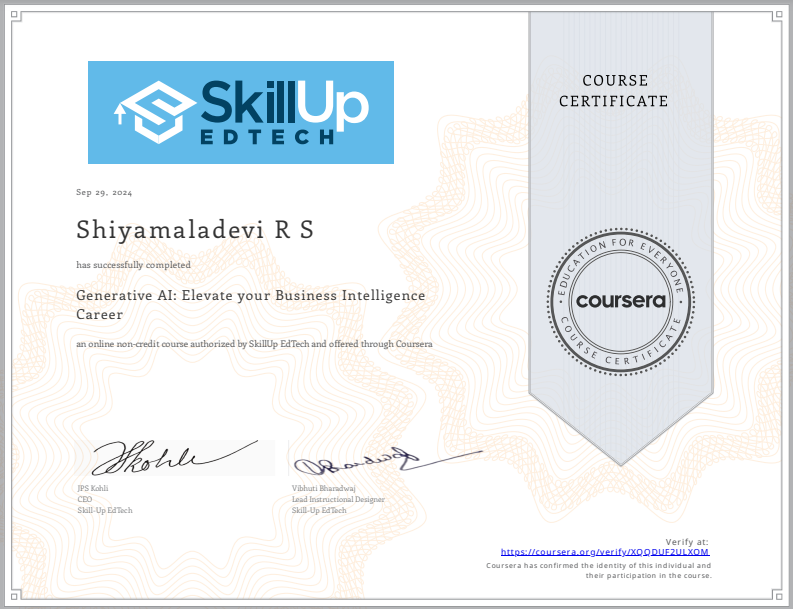 SkillUp
EDTECH
COURSE
CERTIFICATE
Sep 29, 2024
Shiyamaladevi R S
has successfully completed
Generative AI: Elevate your Business Intelligence
Career
an online non-credit course authorized by SkillUp EdTech and offered through Coursera
EDUCATION FOR EVERYONE
coursera
COURSE CERTIFICATE
JPS Kohli
CEO
Skill-Up EdTech
Vibhuti Bharadwaj
Lead Instructional Designer
Skill-Up EdTech
Verify at:
https://coursera.org/verify/XQQDUF2ULXOM
Coursera has confirmed the identity of this individual and
their participation in the course.